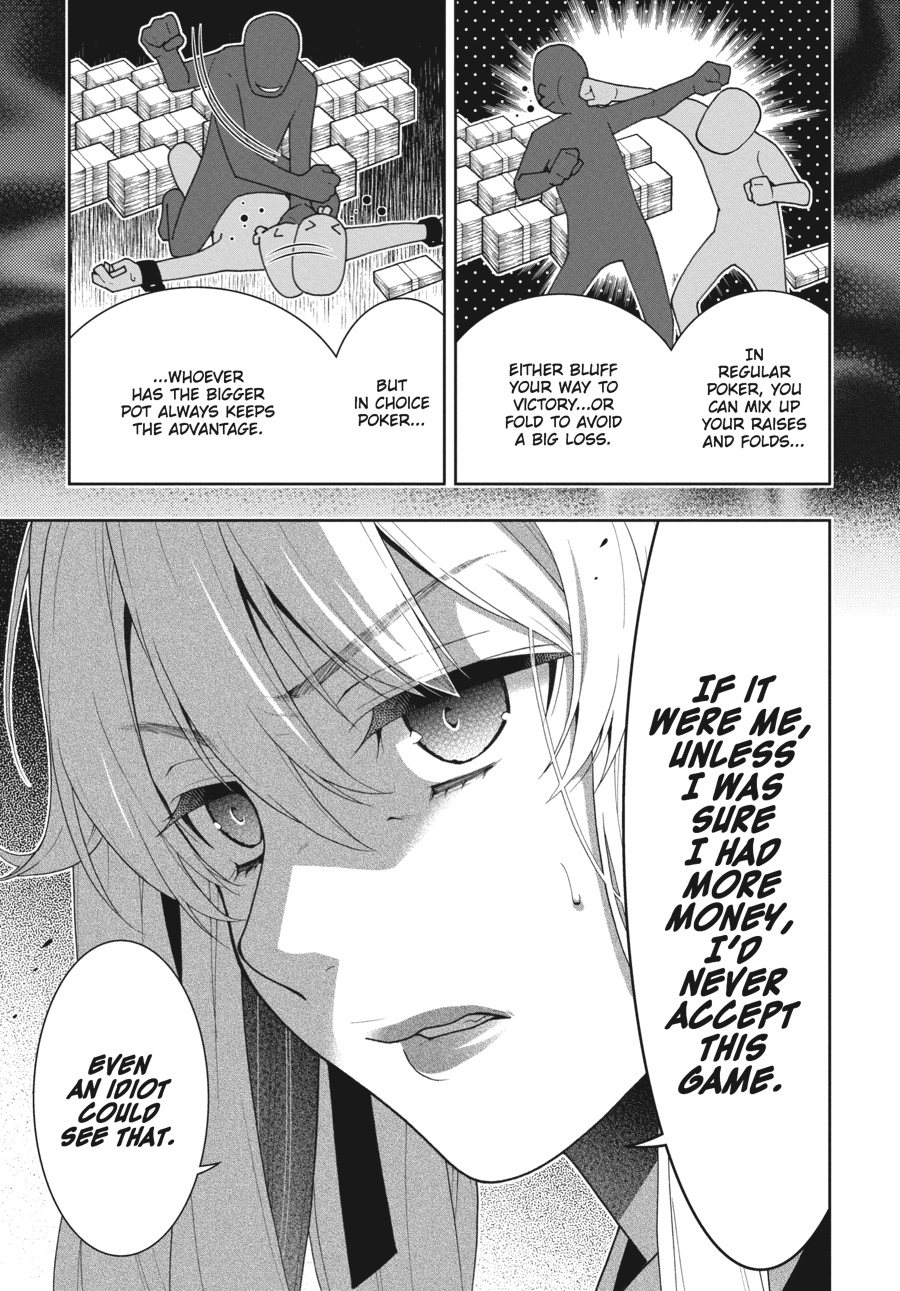 IN
REGULAR
POKER, YOU
CAN MIX UP
YOUR RAISES
AND FOLDS...
EITHER BLUFF
YOUR WAY TO
VICTORY...OR
FOLD TO AVOID
A BIG LOSS.
BUT
IN CHOICE
POKER...
...WHOEVER
HAS THE BIGGER
POT ALWAYS KEEPS
THE ADVANTAGE.
IF IT
WERE ME,
UNLESS
I WAS
SURE
I HAD
MORE
MONEY,
I'D
NEVER
ACCEPT
THIS
GAME.
EVEN
AN IDIOT
COULD
SEE THAT.